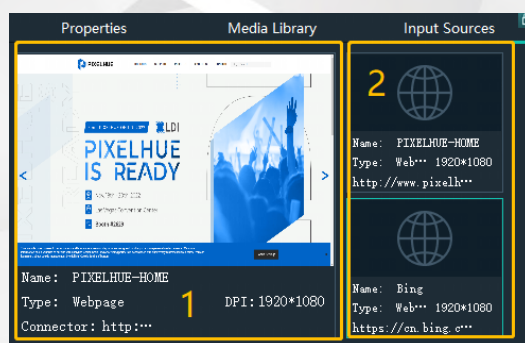 Properties Media Library Input Sources
PIXELHUE
LDI
PIXELHUE
IS READY
Name: PIXELHUE-HOME
Type: Webpage DPI:1920*1080
Connector: http:⋯
1
2
Name: PIXELHUE-HOME
Type: Web⋯ 1920*1080
http://www.pixelh⋯
Name: Bing
Type: Web⋯ 1920*1080
https://cn.bing.c⋯